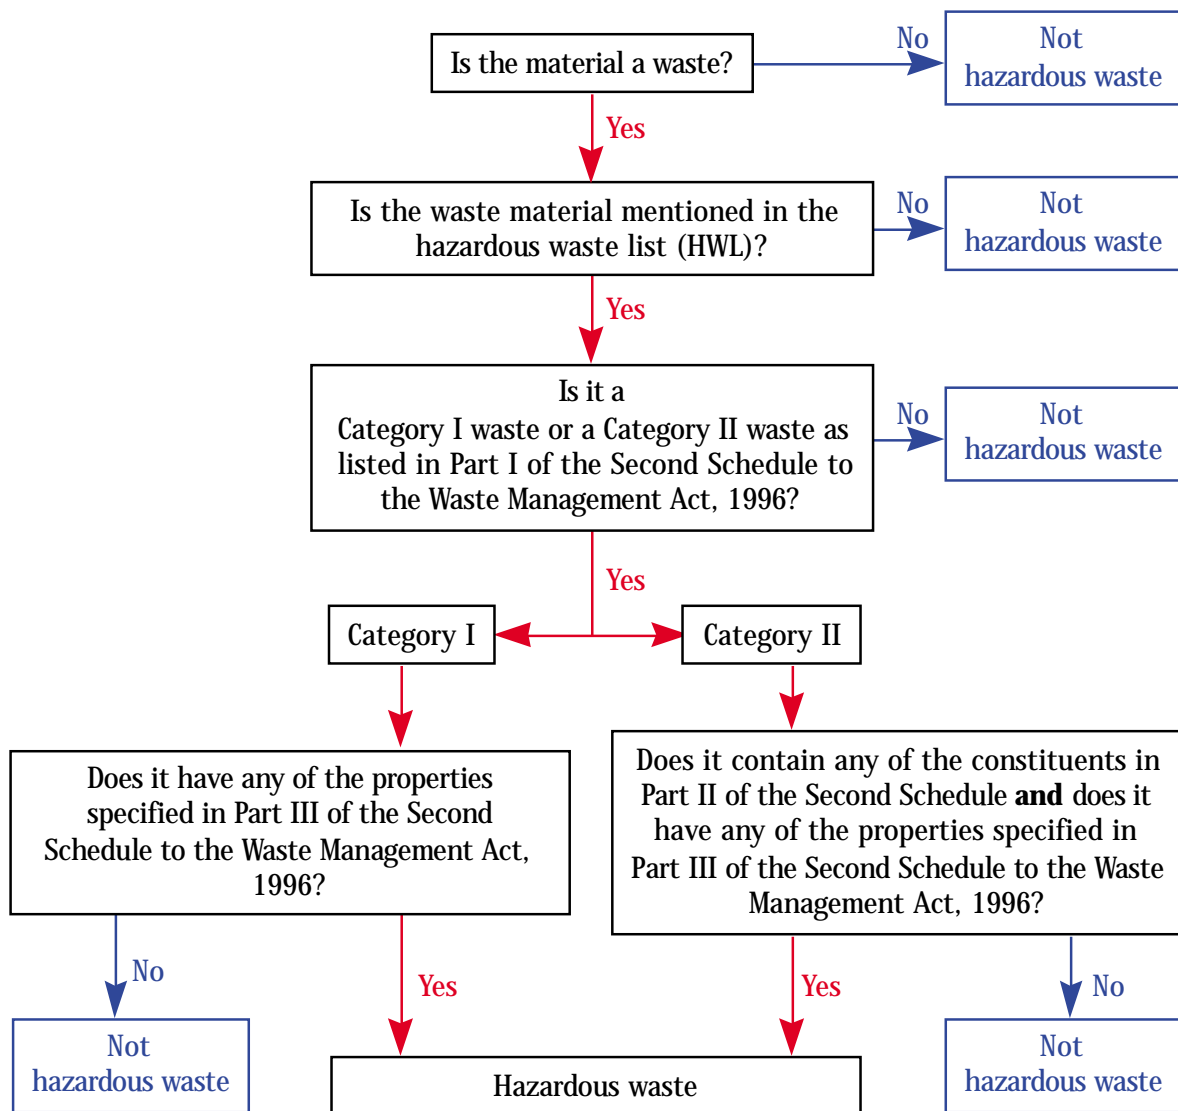 Is the material a waste?
No
Not
hazardous waste
Yes
Is the waste material mentioned in the
hazardous waste list (HWL)?
No
Not
hazardous waste
Yes
Is it a
Category I waste or a Category II waste as
listed in Part I of the Second Schedule to
the Waste Management Act, 1996?
No
Not
hazardous waste
Yes
Category I
Category II
Does it have any of the properties
specified in Part III of the Second
Schedule to the Waste Management Act,
1996?
Does it contain any of the constituents in
Part II of the Second Schedule and does it
have any of the properties specified in
Part III of the Second Schedule to the Waste
Management Act, 1996?
No
Yes
Yes
No
Not
hazardous waste
Hazardous waste
Not
hazardous waste